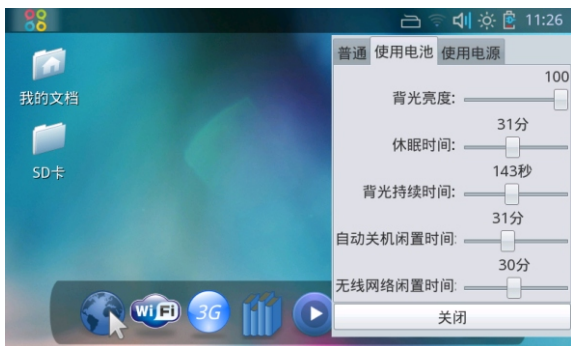 11:26
普通 使用电池 使用电源
100
背光亮度:
31分
休眠时间:
143秒
背光持续时间:
31分
自动关机闲置时间:
30分
无线网络闲置时间:
关闭
我的文档
SD卡
WiFi
3G